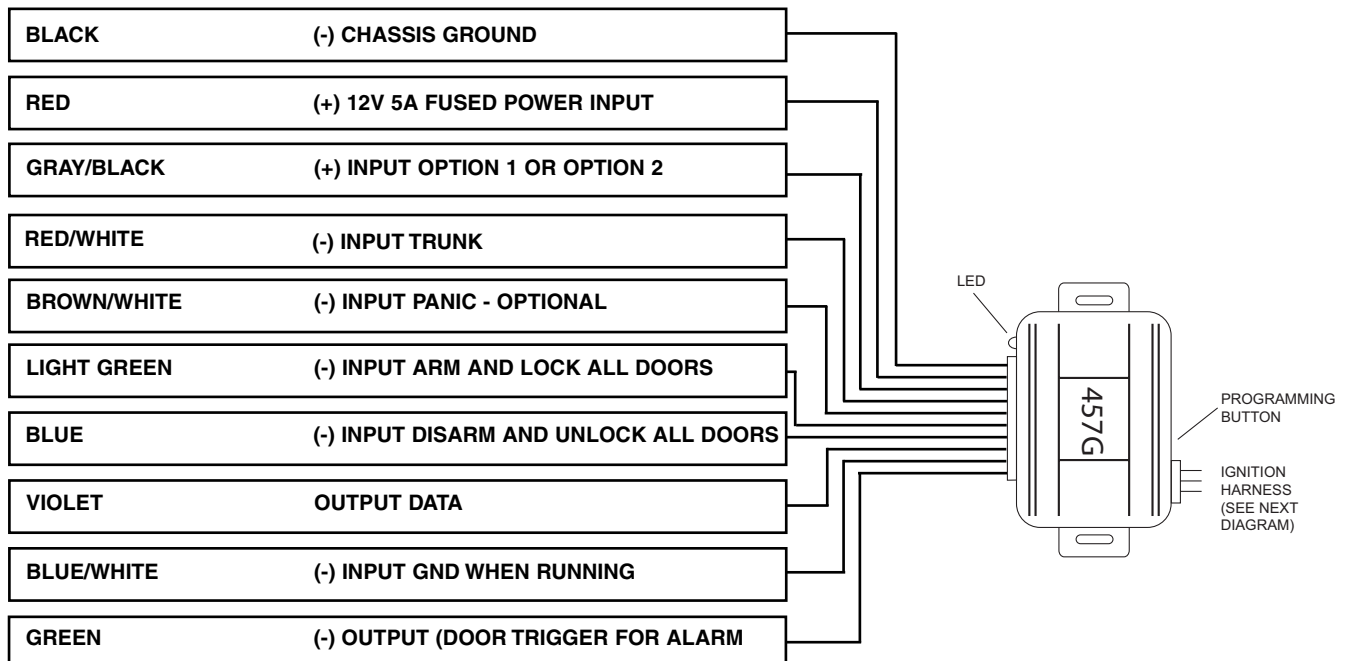 BLACK (-) CHASSIS GROUND
RED (+) 12V 5A FUSED POWER INPUT
GRAY/BLACK (+) INPUT OPTION 1 OR OPTION 2
RED/WHITE (-) INPUT TRUNK
BROWN/WHITE (-) INPUT PANIC - OPTIONAL
LIGHT GREEN (-) INPUT ARM AND LOCK ALL DOORS
BLUE (-) INPUT DISARM AND UNLOCK ALL DOORS
VIOLET OUTPUT DATA
BLUE/WHITE (-) INPUT GND WHEN RUNNING
GREEN (-) OUTPUT (DOOR TRIGGER FOR ALARM
LED
457G
PROGRAMMING
BUTTON
IGNITION
HARNESS
(SEE NEXT
DIAGRAM)